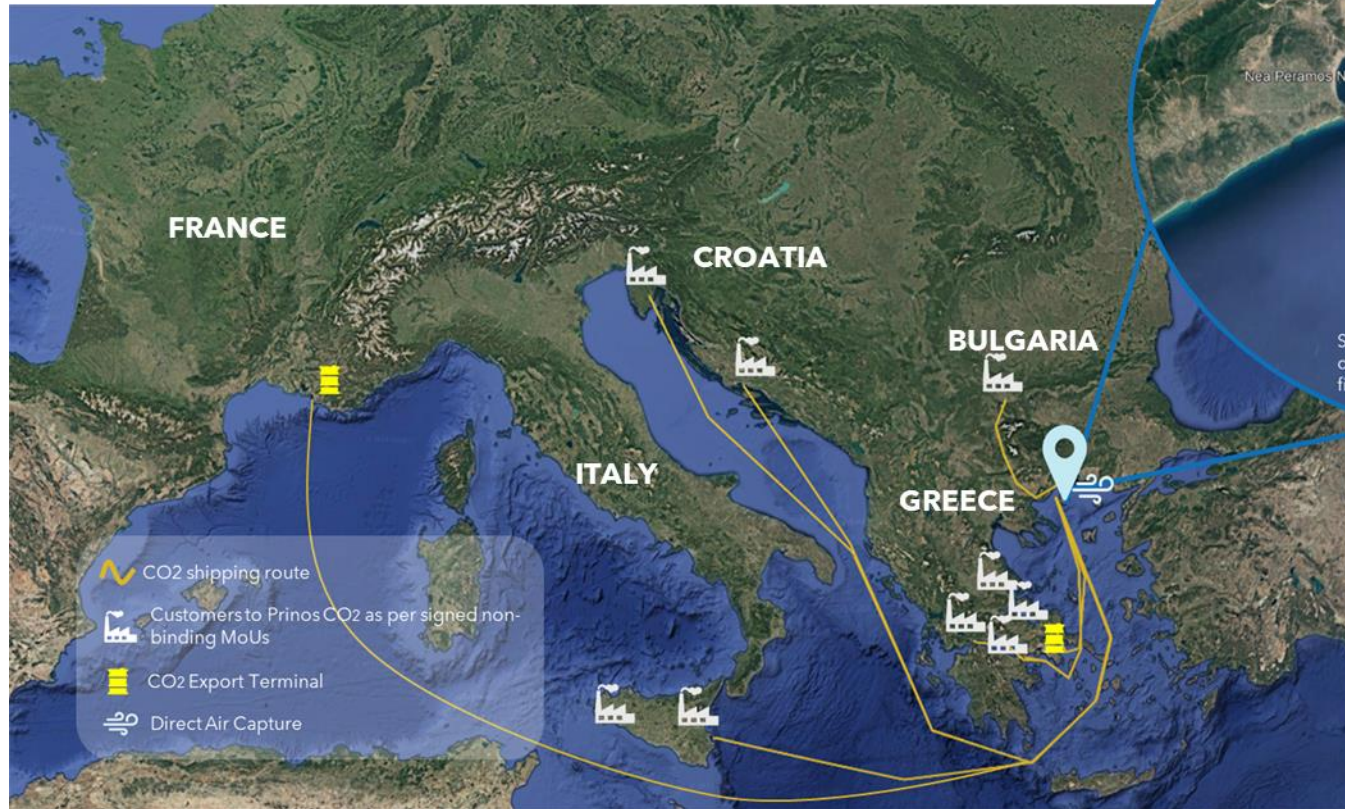 Nea Peramos N
FRANCE
CROATIA
BULGARIA
ITALY
GREECE
CO2 shipping route
Customers to Prinos CO2 as per signed non-
binding MoUs
CO2 Export Terminal
Direct Air Capture